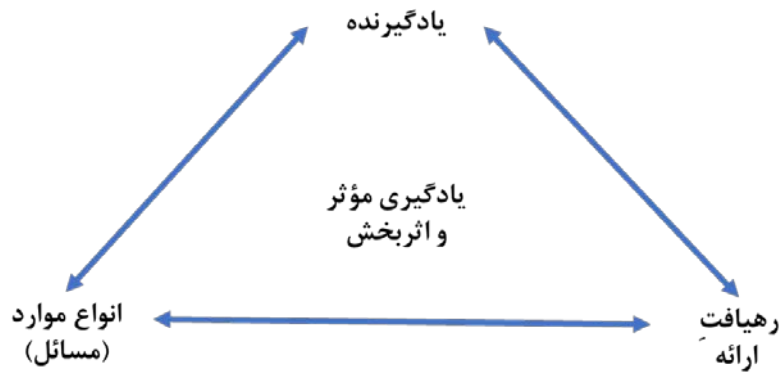 یادگیرنده
یادگیری مؤثر
و اثربخش
انواع موارد
(مسائل)
رهیافت
ارائه